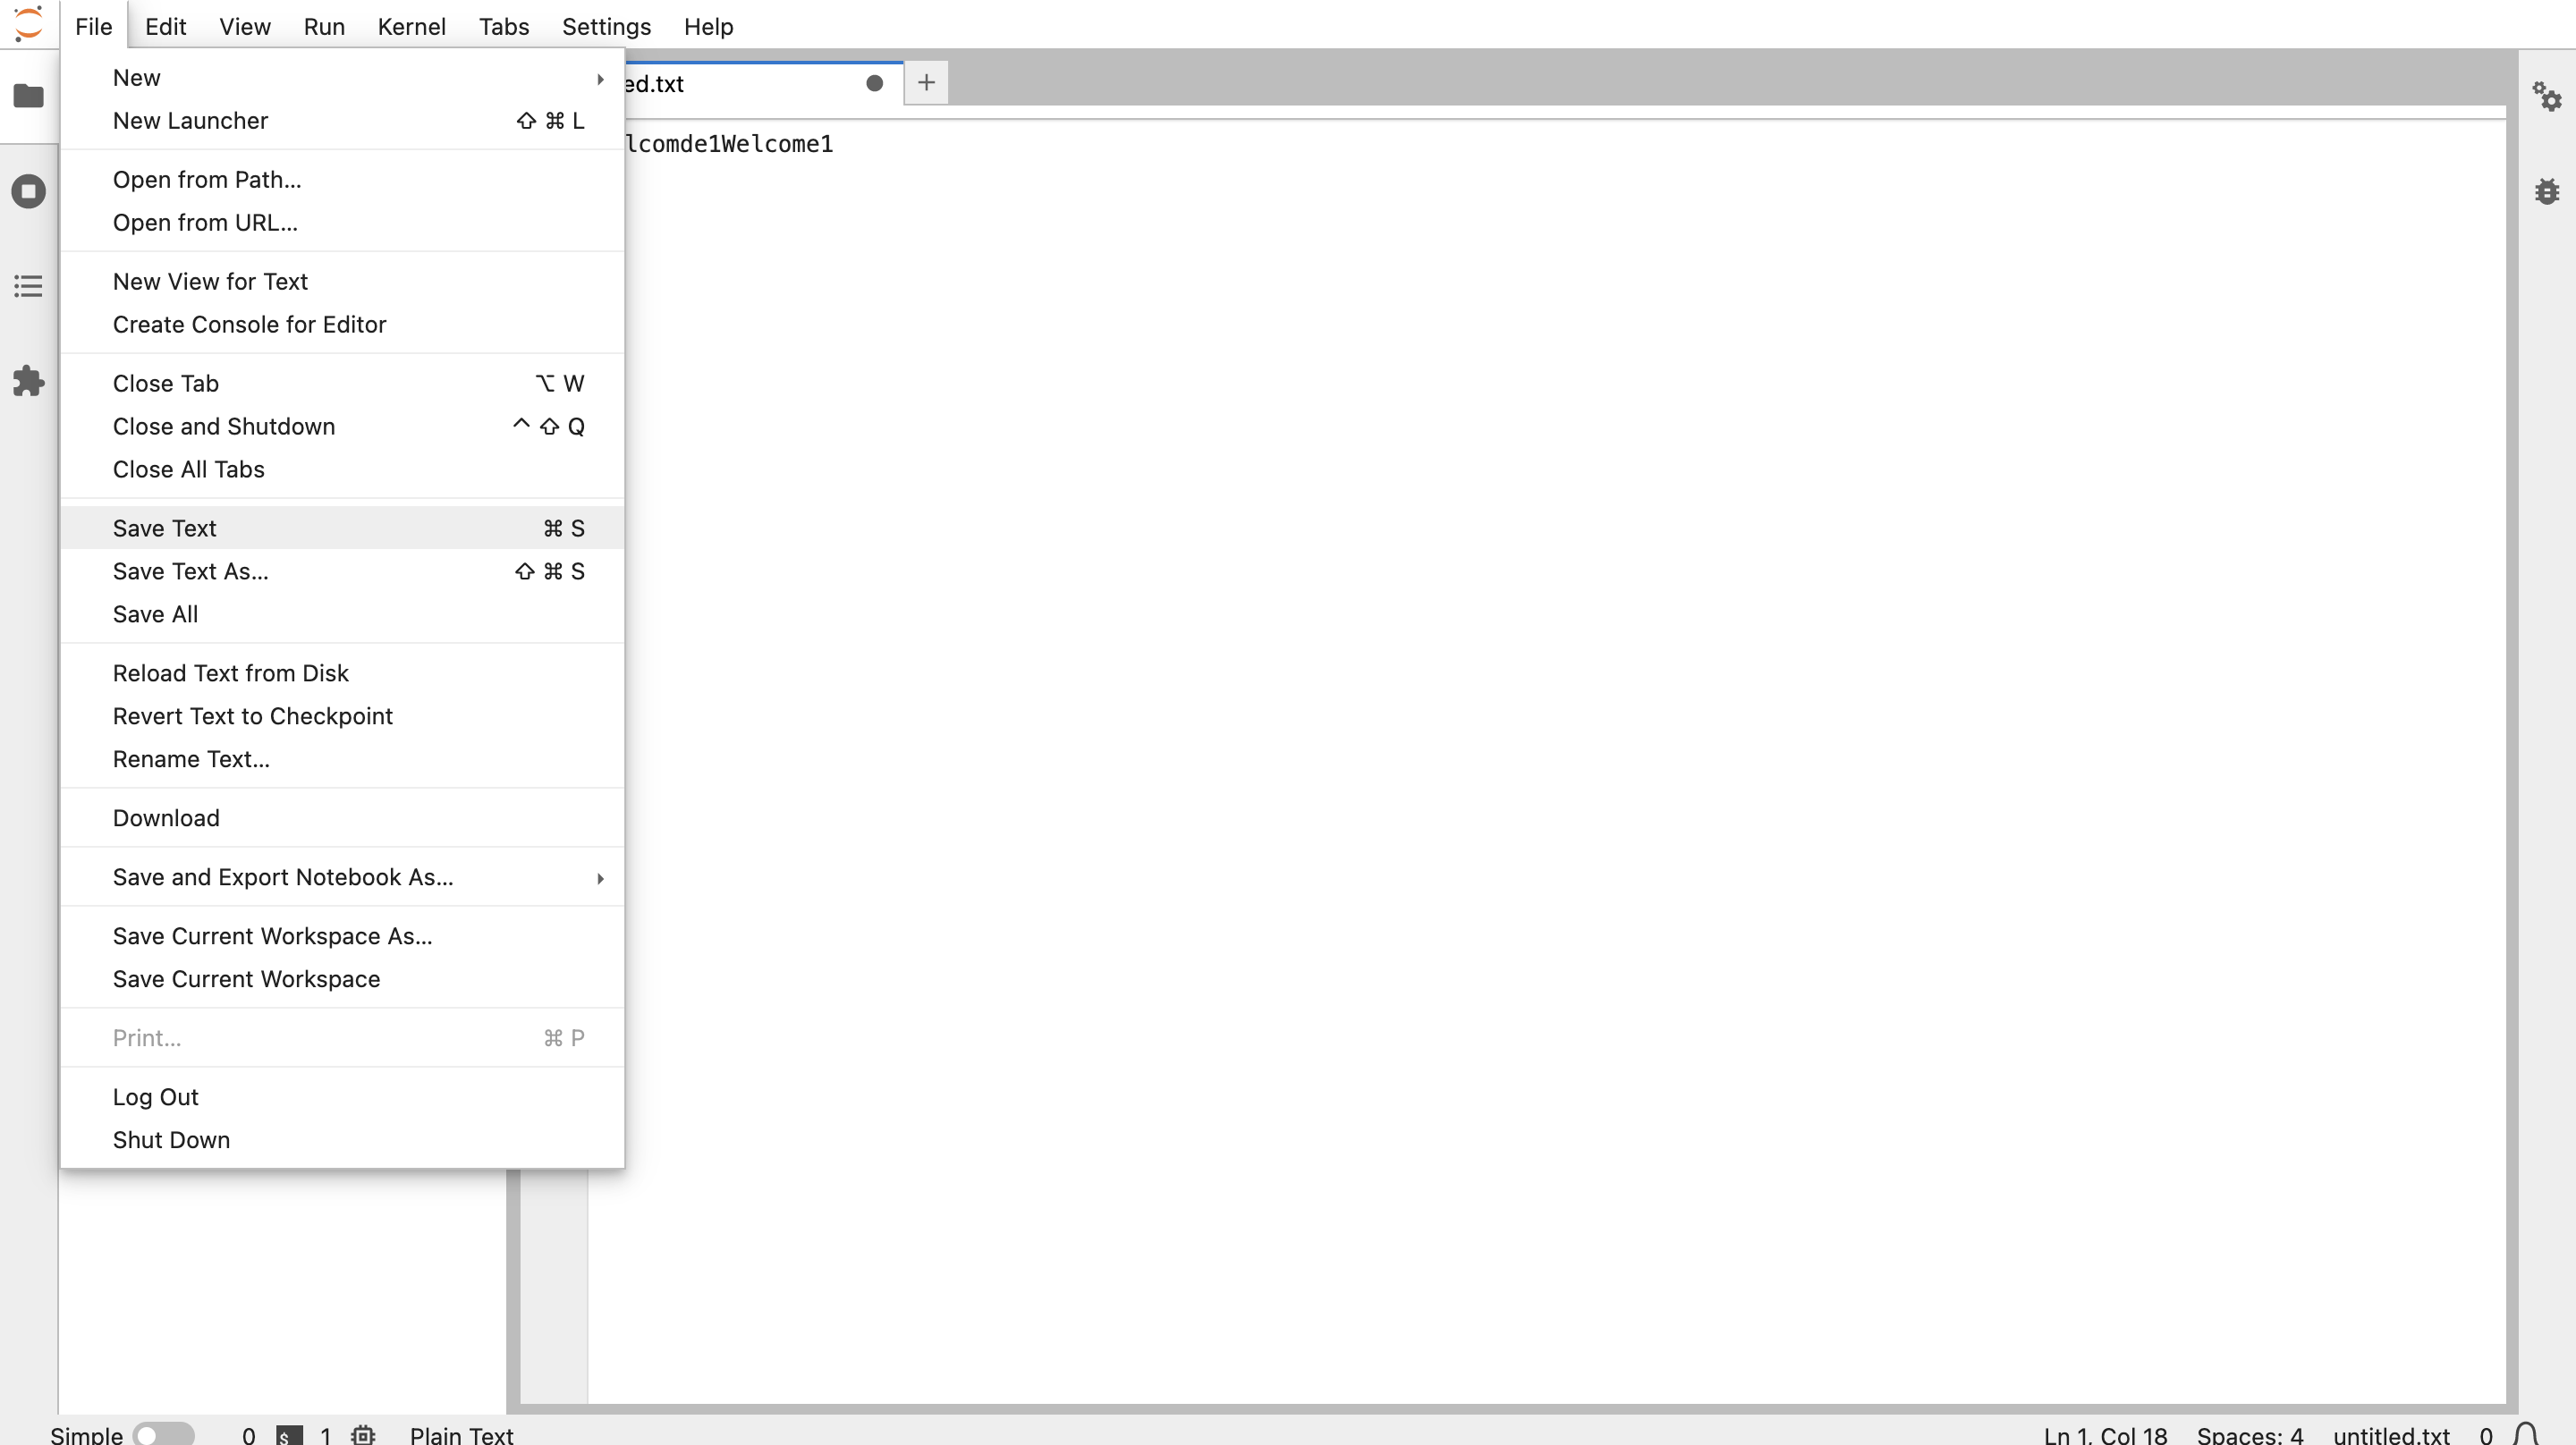 File Edit View Run Kernel Tabs Settings Help
New
New Launcher ⇧ ⌘ L
Open from Path...
Open from URL...
New View for Text
Create Console for Editor
Close Tab ⌥ W
Close and Shutdown ^ ⇧ Q
Close All Tabs
Save Text ⌘ S
Save Text As... ⇧ ⌘ S
Save All
Reload Text from Disk
Revert Text to Checkpoint
Rename Text...
Download
Save and Export Notebook As...
Save Current Workspace As...
Save Current Workspace
Print... ⌘ P
Log Out
Shut Down
ed.txt
lcomde1Welcome1
Simple 0 $ 1 Plain Text Ln 1, Col 18 Spaces: 4 untitled.txt 0